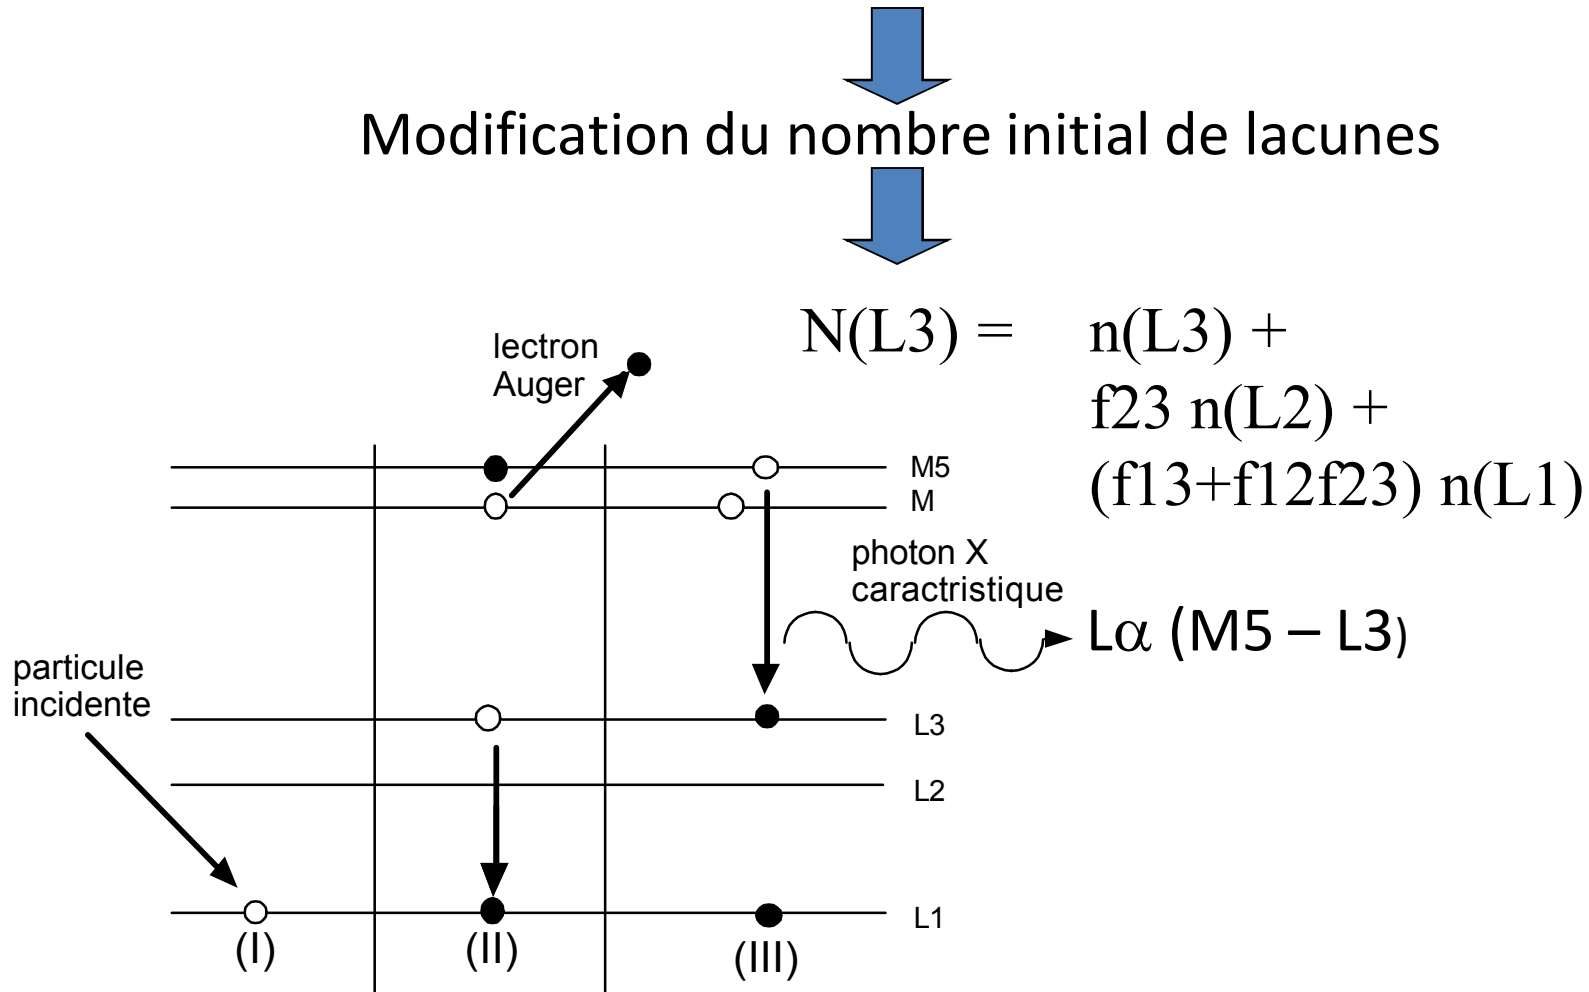 Modification du nombre initial de lacunes
N(L3) = n(L3) +
f23 n(L2) +
(f13+f12f23) n(L1)
lectron
Auger
M5
M
photon X
caractristique
Lα (M5 – L3)
particule
incidente
L3
L2
L1
(I)
(II)
(III)